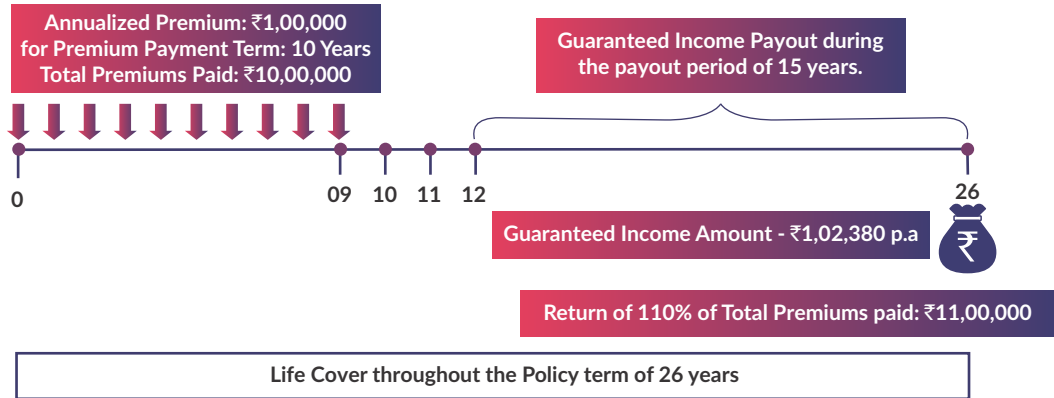 Annualized Premium: ₹1,00,000
for Premium Payment Term: 10 Years
Total Premiums Paid: ₹10,00,000
Guaranteed Income Payout during
the payout period of 15 years.
0
09
10
11
12
26
Guaranteed Income Amount - ₹1,02,380 p.a
₹
Return of 110% of Total Premiums paid: ₹11,00,000
Life Cover throughout the Policy term of 26 years